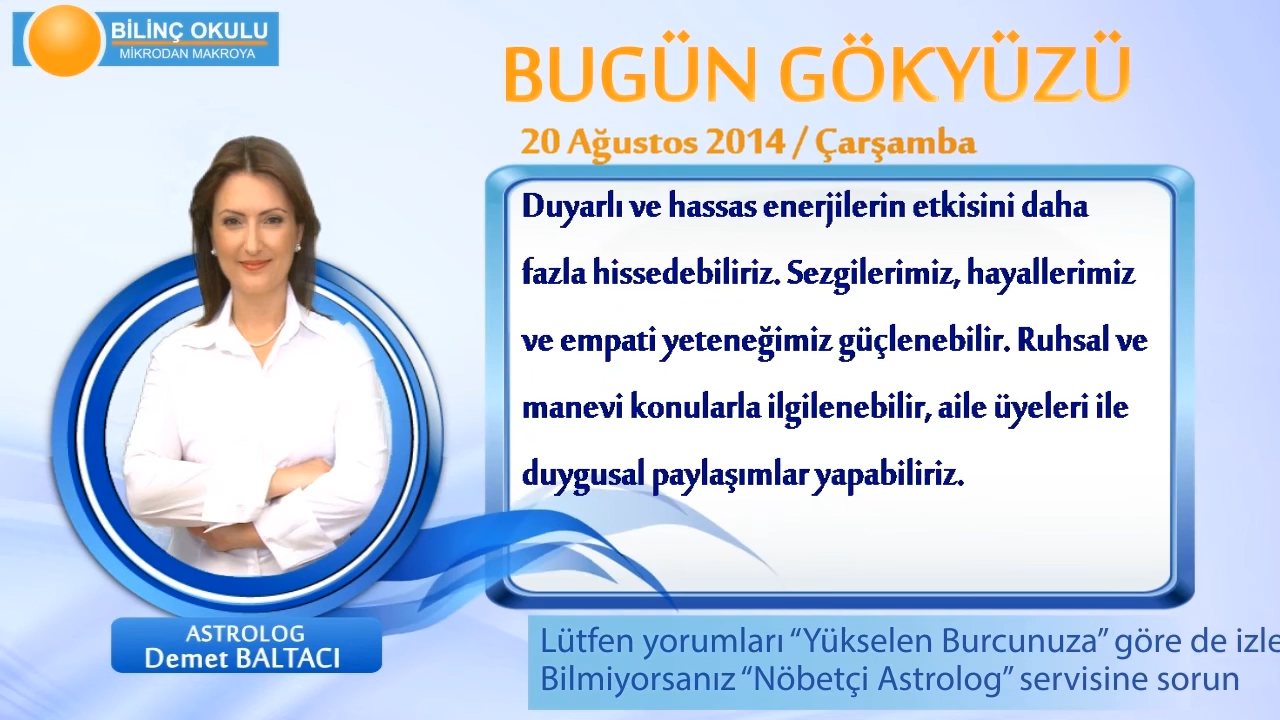 BİLİNÇ OKULU
MİKRODAN MAKROYA
BUGÜN GÖKYÜZÜ
20 Ağustos 2014 / Çarşamba
Duyarlı ve hassas enerjilerin etkisini daha
fazla hissedebiliriz. Sezgilerimiz, hayallerimiz
ve empati yeteneğimiz güçlenebilir. Ruhsal ve
manevi konularla ilgilenebilir, aile üyeleri ile
duygusal paylaşımlar yapabiliriz.
ASTROLOG
Demet BALTACI
Lütfen yorumları “Yükselen Burcunuza” göre de izle
Bilmiyorsanız “Nöbetçi Astrolog” servisine sorun